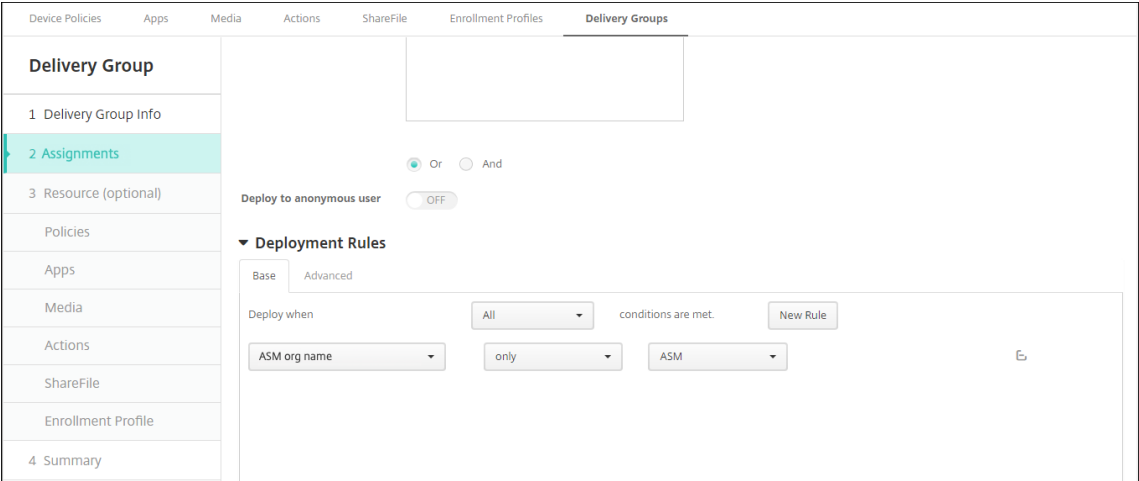 Device Policies Apps Media Actions ShareFile Enrollment Profiles Delivery Groups
Delivery Group
1 Delivery Group Info
2 Assignments
3 Resource (optional)
Policies
Apps
Media
Actions
ShareFile
Enrollment Profile
4 Summary
Or And
Deploy to anonymous user OFF
Deployment Rules
Base Advanced
Deploy when All conditions are met. New Rule
ASM org name only ASM